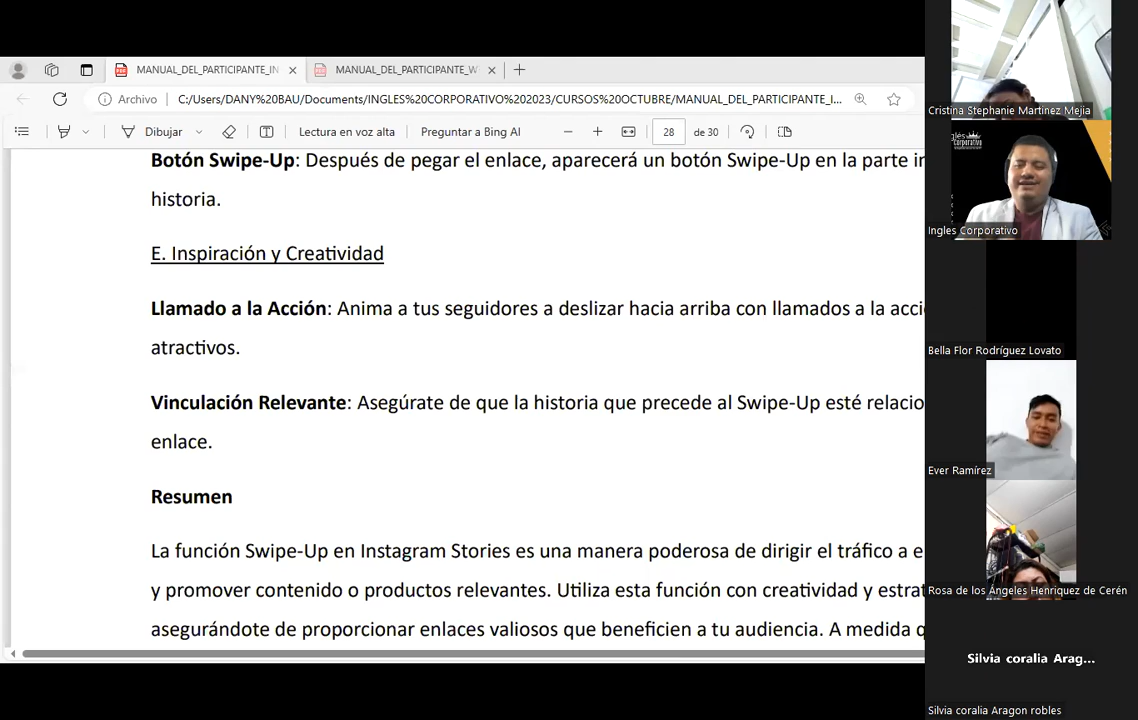 MANUAL_DEL_PARTICIPANTE_IN
MANUAL_DEL_PARTICIPANTE_W
Archivo
C:/Users/DANY%20BAU/Documents/INGLES%20CORPORATIVO%202023/CURSOS%20OCTUBRE/MANUAL_DEL_PARTICIPANTE_I...
Dibujar
Lectura en voz alta
Preguntar a Bing AI
28 de 30
Botón Swipe-Up: Después de pegar el enlace, aparecerá un botón Swipe-Up en la parte in
historia.
E. Inspiración y Creatividad
Llamado a la Acción: Anima a tus seguidores a deslizar hacia arriba con llamados a la acci
atractivos.
Vinculación Relevante: Asegúrate de que la historia que precede al Swipe-Up esté relacio
enlace.
Resumen
La función Swipe-Up en Instagram Stories es una manera poderosa de dirigir el tráfico a e
y promover contenido o productos relevantes. Utiliza esta función con creatividad y estrat
asegurándote de proporcionar enlaces valiosos que beneficien a tu audiencia. A medida q
Cristina Stephanie Martinez Mejia
Ingles Corporativo
Bella Flor Rodríguez Lovato
Ever Ramírez
Rosa de los Ángeles Henriquez de Cerén
Silvia coralia Arag...
Silvia coralia Aragon robles